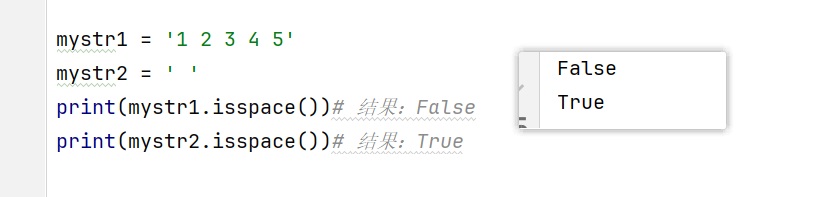 mystr1 = '1 2 3 4 5'
mystr2 = ' '
print(mystr1.isspace())# 结果：False
print(mystr2.isspace())# 结果：True
False
True